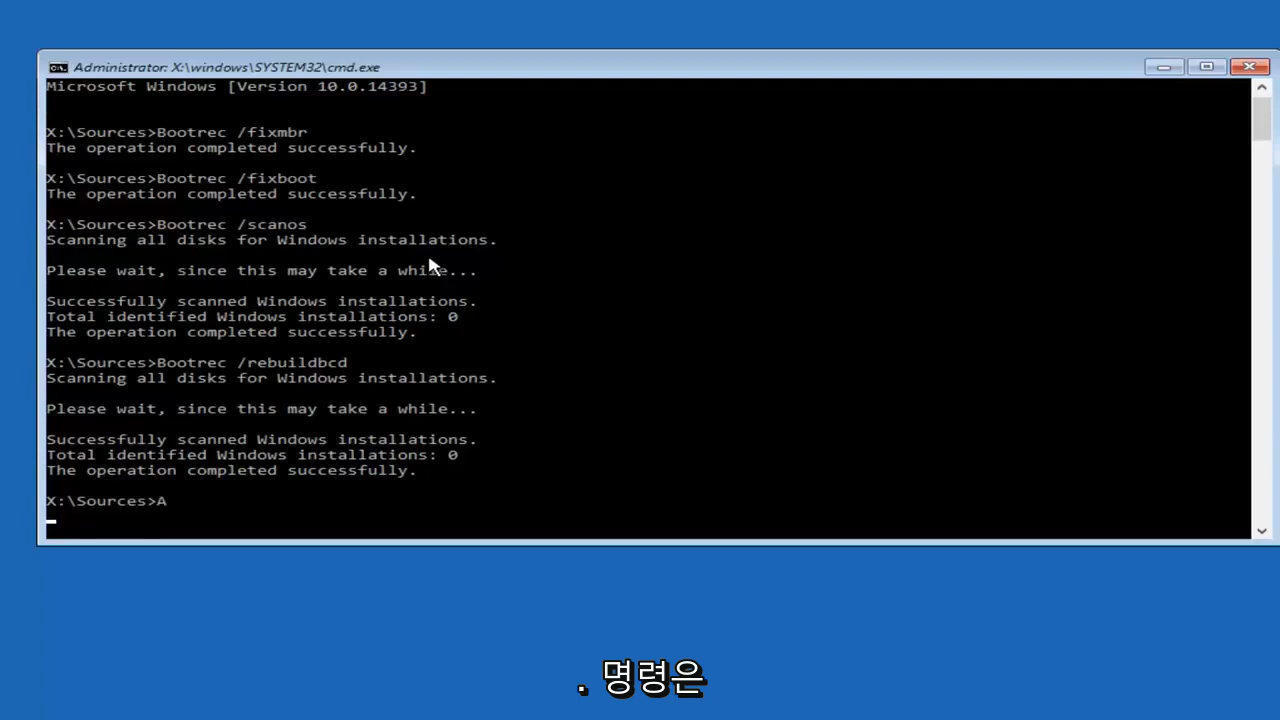 Administrator: X:\windows\SYSTEM32\cmd.exe
Microsoft Windows [Version 10.0.14393]
X:\Sources>Bootrec /fixmbr
The operation completed successfully.
X:\Sources>Bootrec /fixboot
The operation completed successfully.
X:\Sources>Bootrec /scanos
Scanning all disks for Windows installations.
Please wait, since this may take a while...
Successfully scanned Windows installations.
Total identified Windows installations: 0
The operation completed successfully.
X:\Sources>Bootrec /rebuildbcd
Scanning all disks for Windows installations.
Please wait, since this may take a while...
Successfully scanned Windows installations.
Total identified Windows installations: 0
The operation completed successfully.
X:\Sources>A
. 명령은